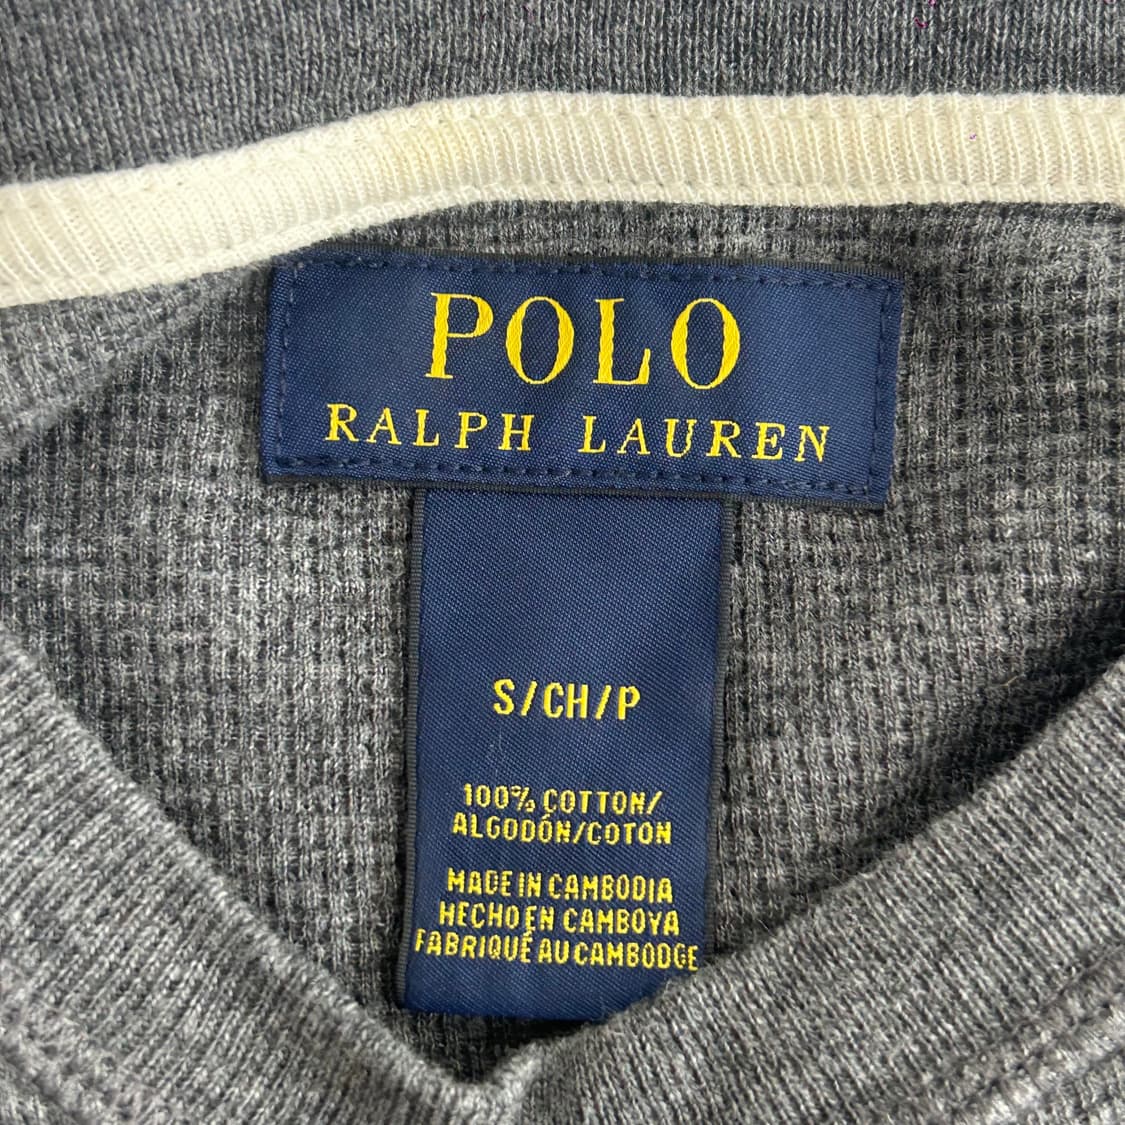 POLO
RALPH LAUREN
S/CH/P
100% COTTON/
ALGODÓN/COTON
MADE IN CAMBODIA
HECHO EN CAMBOYA
FABRIQUÉ AU CAMBODGE